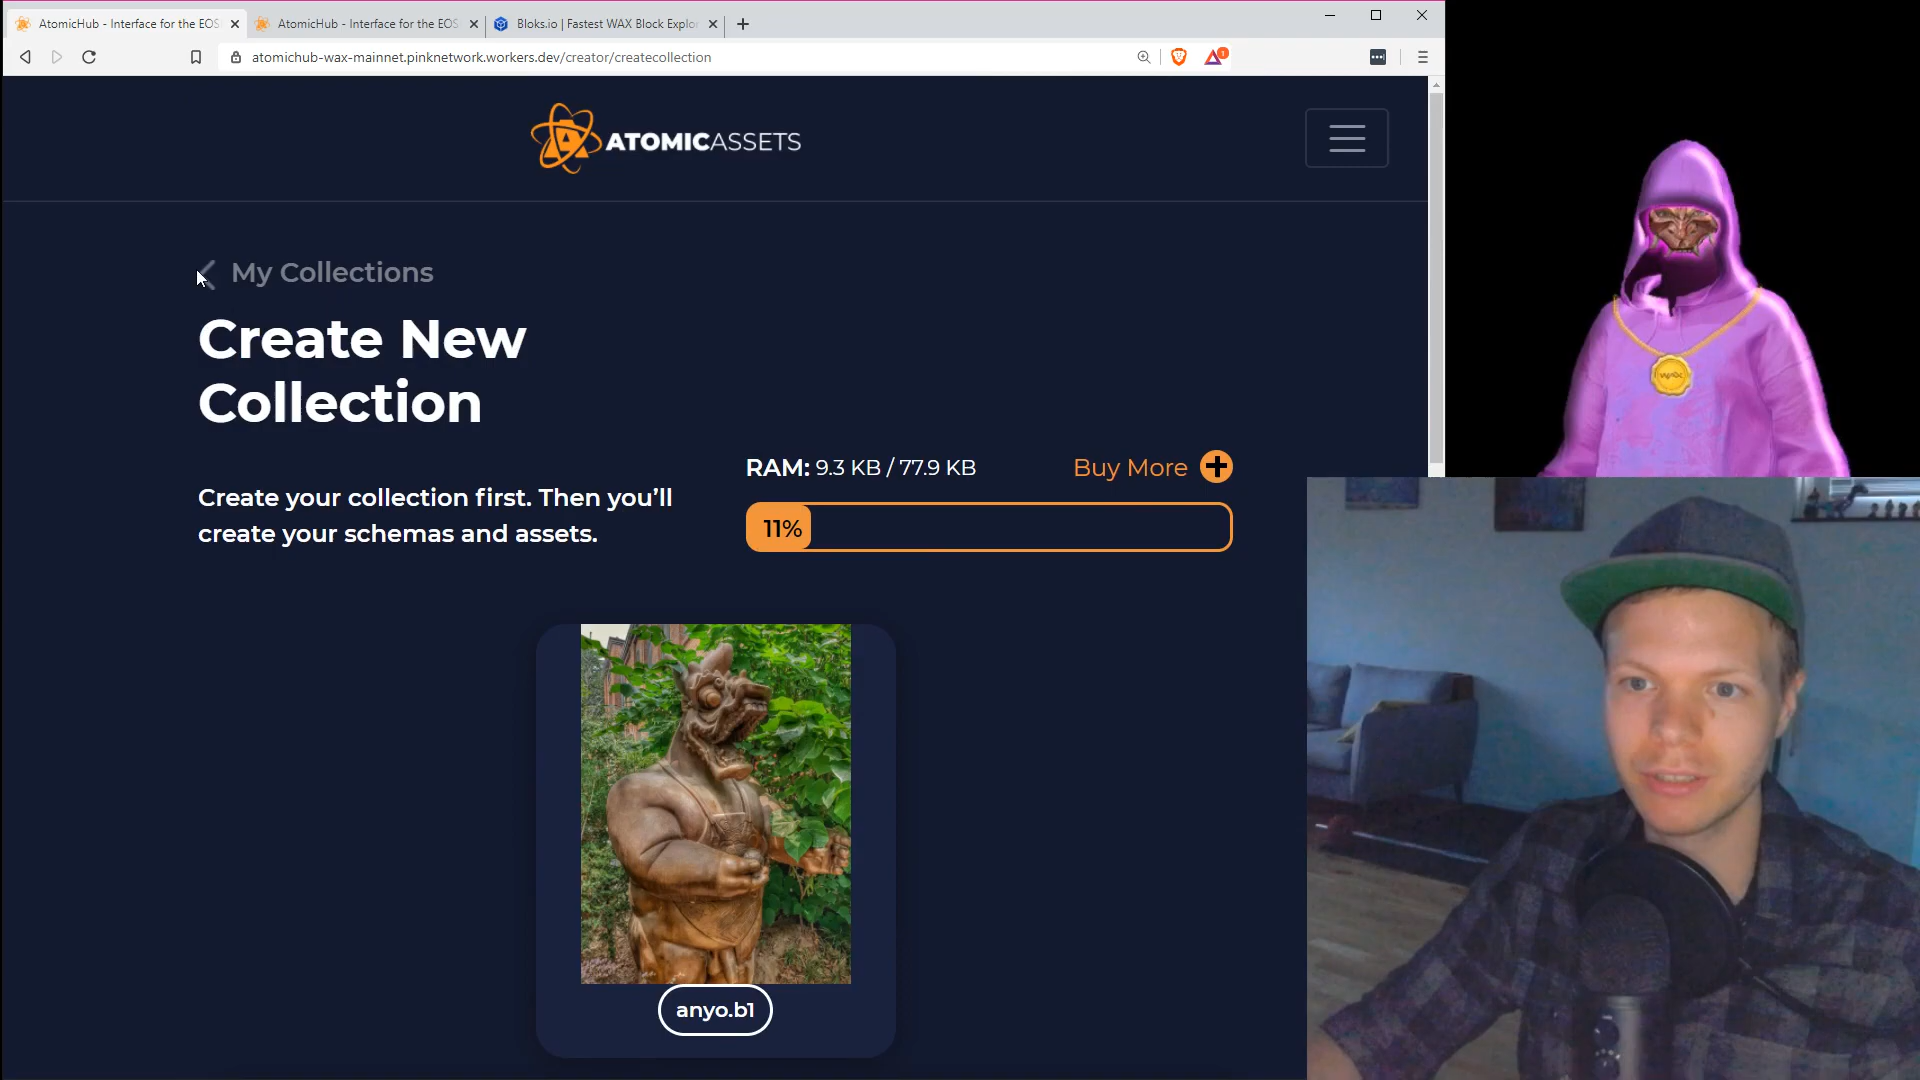 AtomicHub - Interface for the EOS
AtomicHub - Interface for the EOS
Bloks.io | Fastest WAX Block Explor
atomichub-wax-mainnet.pinknetwork.workers.dev/creator/createcollection
1
ATOMICASSETS
My Collections
Create New
Collection
RAM: 9.3 KB / 77.9 KB
Buy More
Create your collection first. Then you’ll
create your schemas and assets.
11%
anyo.b1